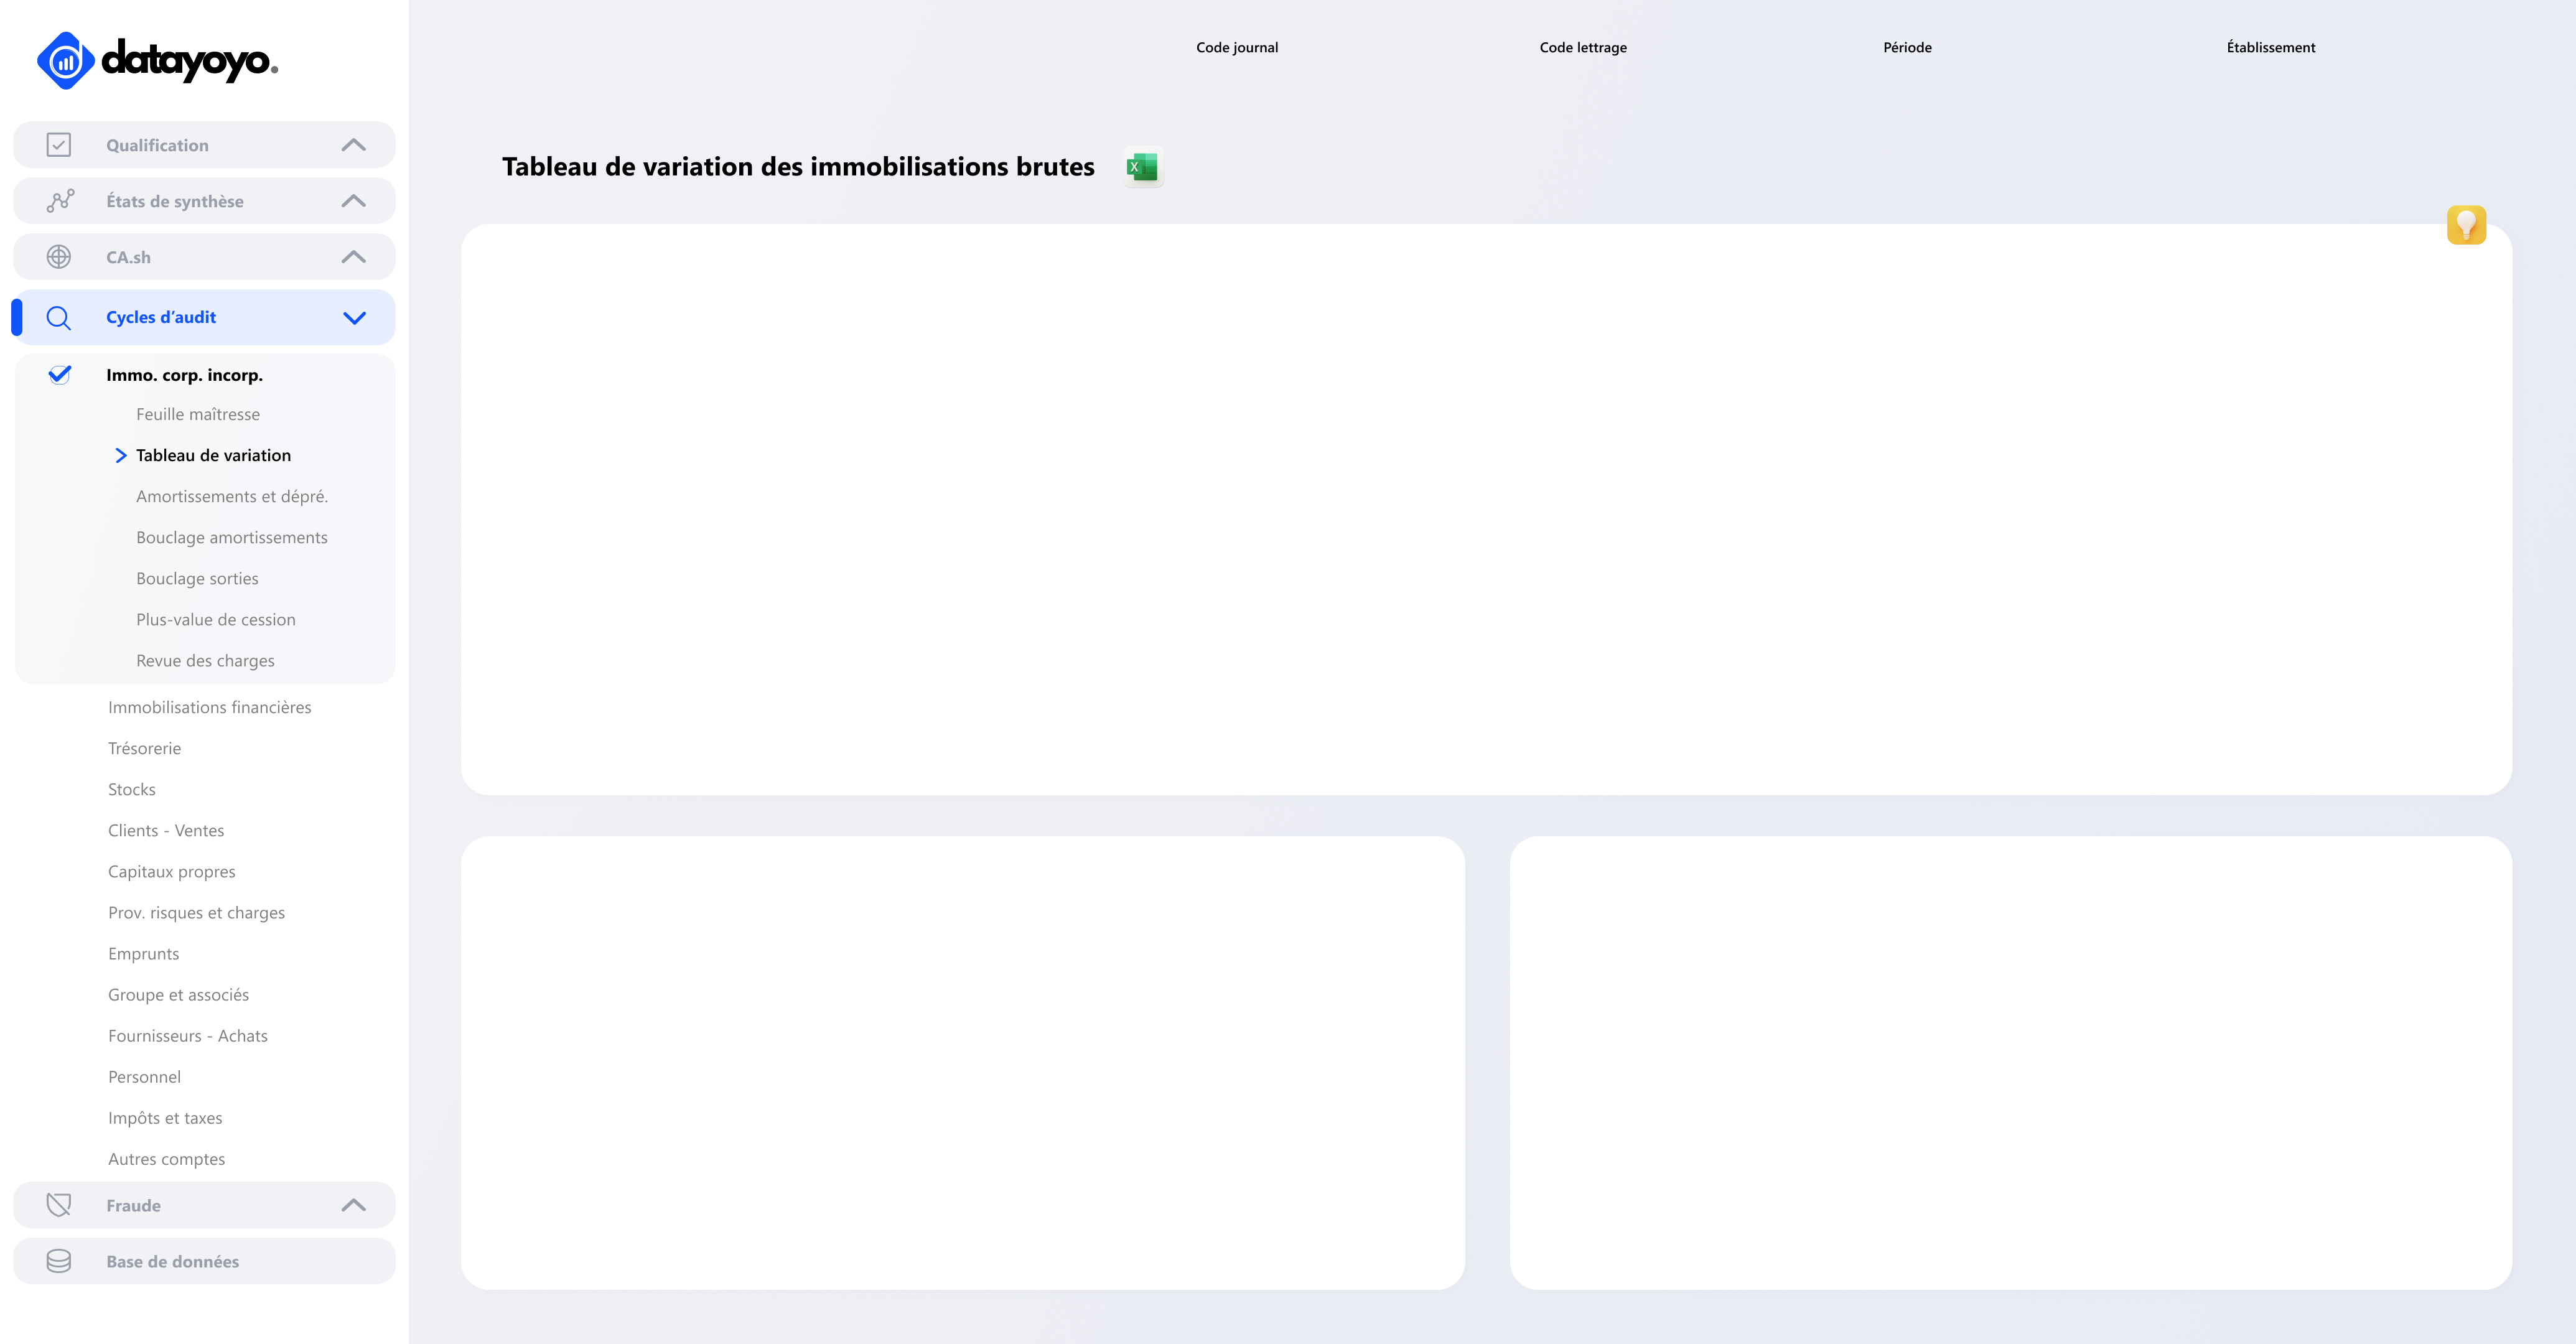 datayoyo.
Code journal
Code lettrage
Période
Établissement
Qualification
États de synthèse
CA.sh
Cycles d’audit
Immo. corp. incorp.
Feuille maîtresse
Tableau de variation
Amortissements et dépré.
Bouclage amortissements
Bouclage sorties
Plus-value de cession
Revue des charges
Immobilisations financières
Trésorerie
Stocks
Clients - Ventes
Capitaux propres
Prov. risques et charges
Emprunts
Groupe et associés
Fournisseurs - Achats
Personnel
Impôts et taxes
Autres comptes
Fraude
Base de données
Tableau de variation des immobilisations brutes
X